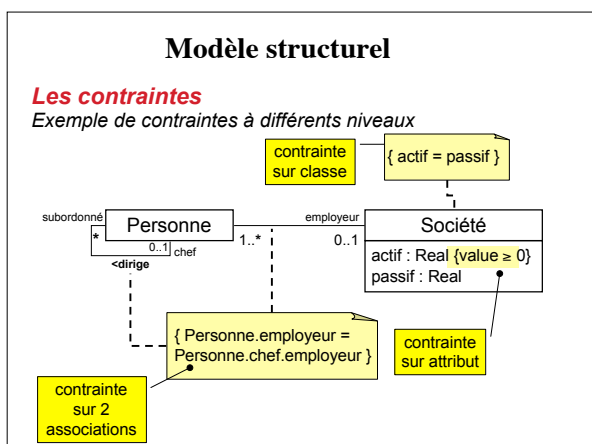 Modèle structurel
Les contraintes
Exemple de contraintes à différents niveaux
contrainte
sur classe
{ actif = passif }
subordonné
Personne
employeur
Société
*
0..1
chef
1..*
0..1
<dirige
actif : Real {value ≥ 0}
passif : Real
{ Personne.employeur =
Personne.chef.employeur }
contrainte
sur attribut
contrainte
sur 2
associations